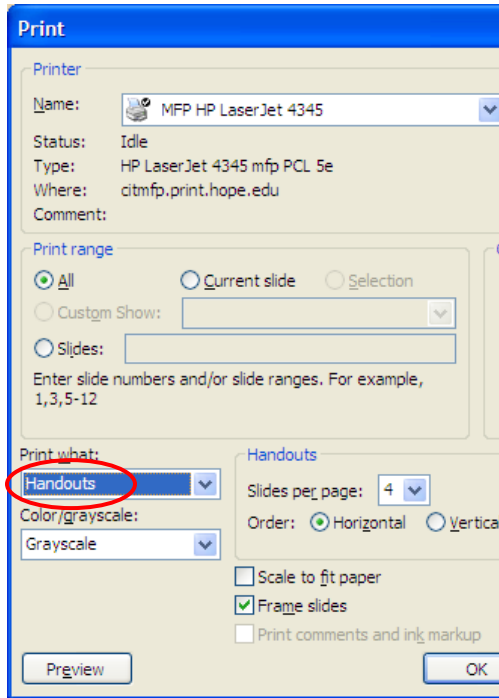 Print
Printer
Name: MFP HP LaserJet 4345
Status: Idle
Type: HP LaserJet 4345 mfp PCL 5e
Where: citmfp.print.hope.edu
Comment:
Print range
All Current slide Selection
Custom Show:
Slides:
Enter slide numbers and/or slide ranges. For example,
1,3,5-12
Print what: Handouts
Handouts Slides per page: 4
Color/grayscale: Order: Horizontal Vertica
Grayscale
Scale to fit paper
Frame slides
Print comments and ink markup
Preview OK